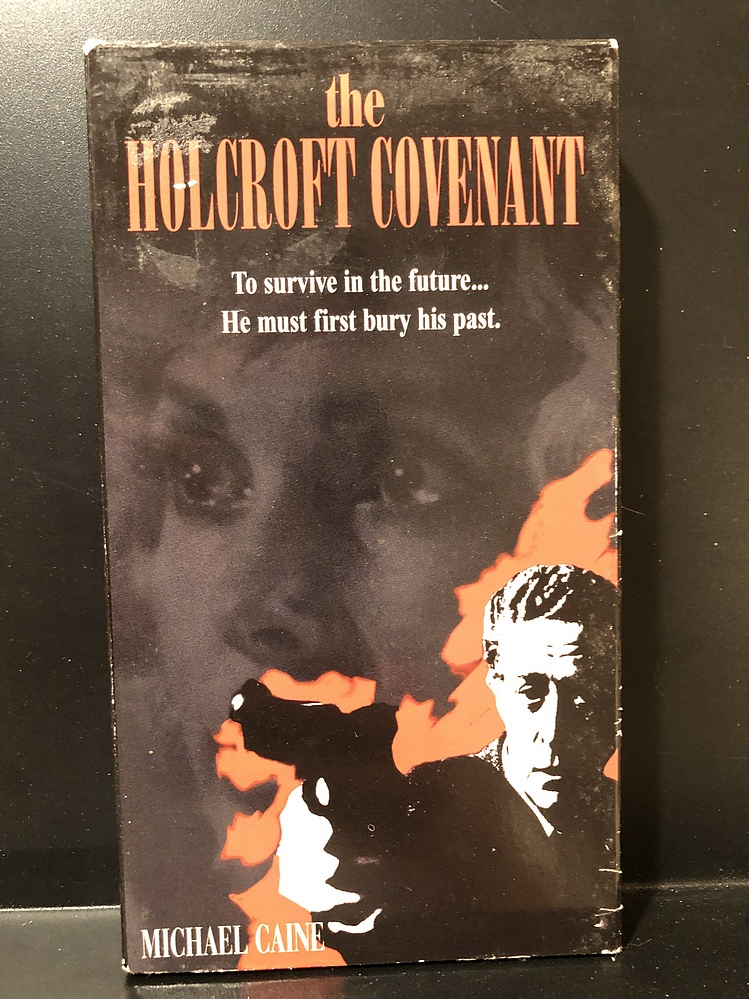 the
HOLCROFT COVENANT
To survive in the future...
He must first bury his past.
MICHAEL CAINE